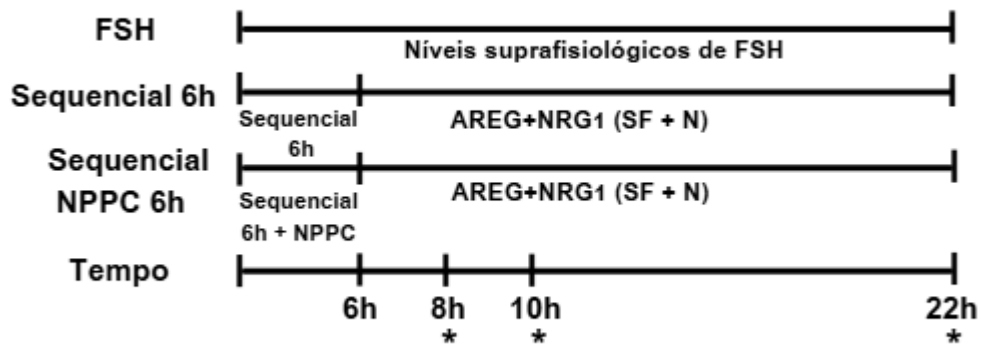 FSH
Níveis suprafisiológicos de FSH
Sequencial 6h
Sequencial
6h
AREG+NRG1 (SF + N)
Sequencial
NPPC 6h
Sequencial
6h + NPPC
AREG+NRG1 (SF + N)
Tempo
6h
8h
10h
22h
*
*
*